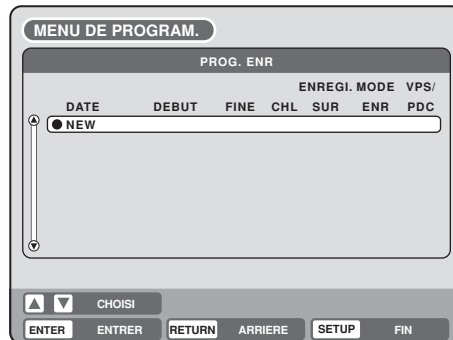 MENU DE PROGRAM.
PROG. ENR
ENREGI. MODE VPS/
DATE DEBUT FINE CHL SUR ENR PDC
NEW
CHOISI
ENTER ENTRER RETURN ARRIERE SETUP FIN